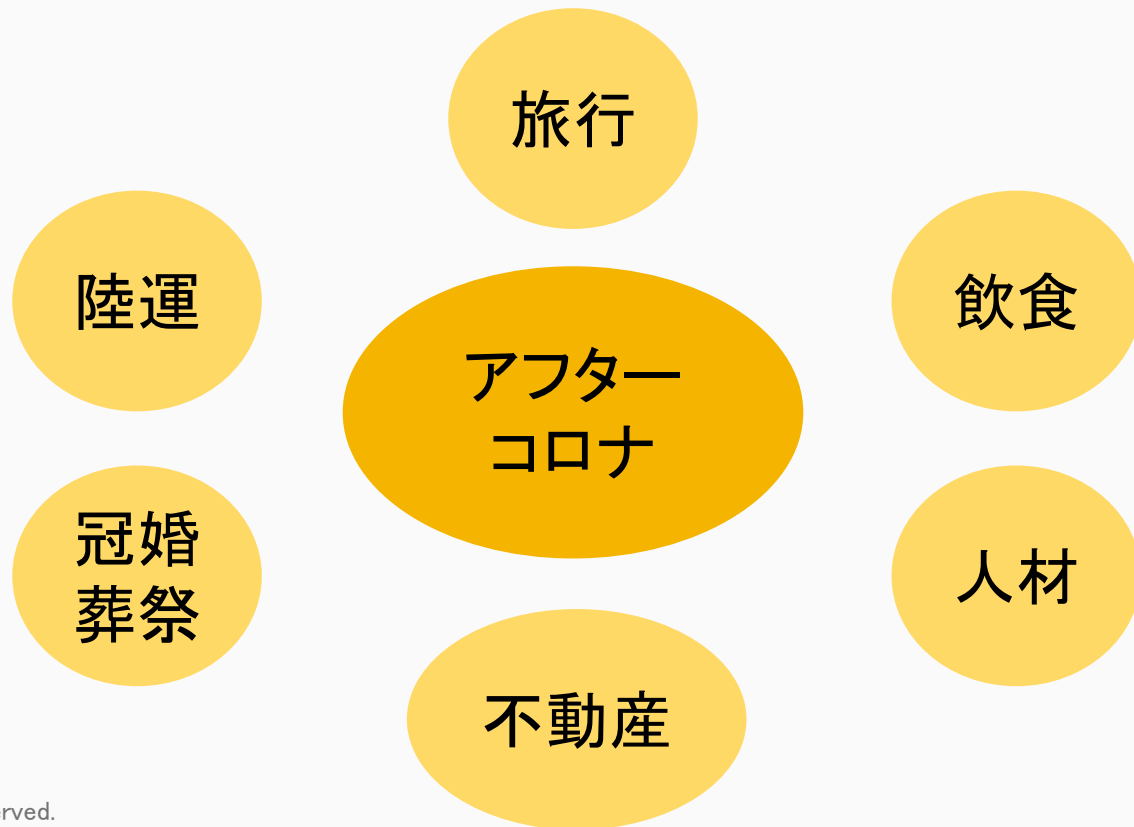 旅行
陸運
飲食
アフター
コロナ
冠婚
葬祭
人材
不動産
rved.